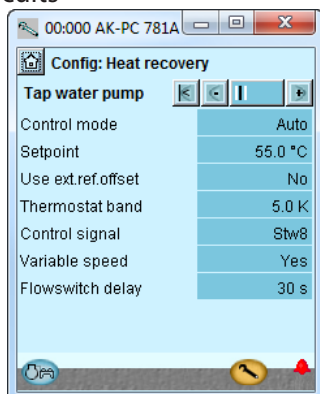 00:000 AK-PC 781A
Config: Heat recovery
Tap water pump
Control mode Auto
Setpoint 55.0 °C
Use ext.ref.offset No
Thermostat band 5.0 K
Control signal Stw8
Variable speed Yes
Flowswitch delay 30 s